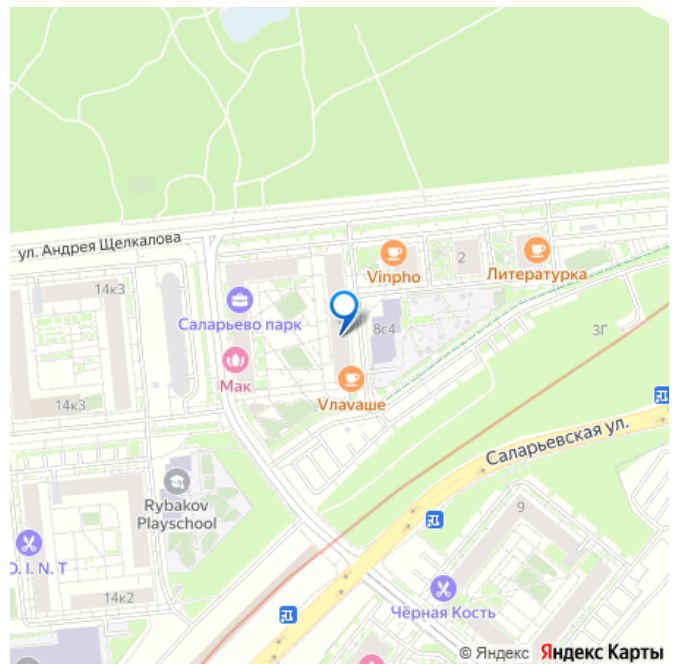 ул. Андрея Щелкалова
Vinpho
2
Литературка
14к3
Саларьево парк
8с4
3Г
Мак
Vлаvаше
14к3
Саларьевская ул.
Rybakov
Playschool
9
O. I. N. T
14к2
Чёрная Кость
© Яндекс Яндекс Карты